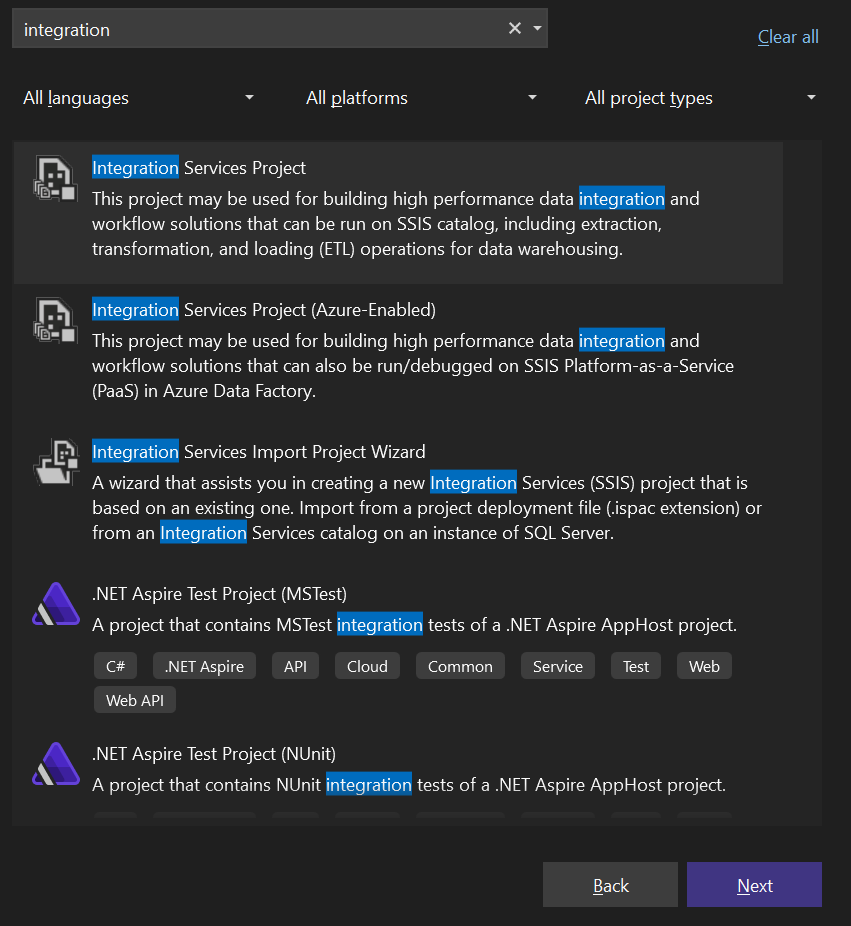 integration
Clear all
All languages
All platforms
All project types
Integration Services Project
This project may be used for building high performance data integration and
workflow solutions that can be run on SSIS catalog, including extraction,
transformation, and loading (ETL) operations for data warehousing.
Integration Services Project (Azure-Enabled)
This project may be used for building high performance data integration and
workflow solutions that can also be run/debugged on SSIS Platform-as-a-Service
(PaaS) in Azure Data Factory.
Integration Services Import Project Wizard
A wizard that assists you in creating a new Integration Services (SSIS) project that is
based on an existing one. Import from a project deployment file (.ispac extension) or
from an Integration Services catalog on an instance of SQL Server.
.NET Aspire Test Project (MSTest)
A project that contains MSTest integration tests of a .NET Aspire AppHost project.
C# .NET Aspire API Cloud Common Service Test Web
Web API
.NET Aspire Test Project (NUnit)
A project that contains NUnit integration tests of a .NET Aspire AppHost project.
Back
Next